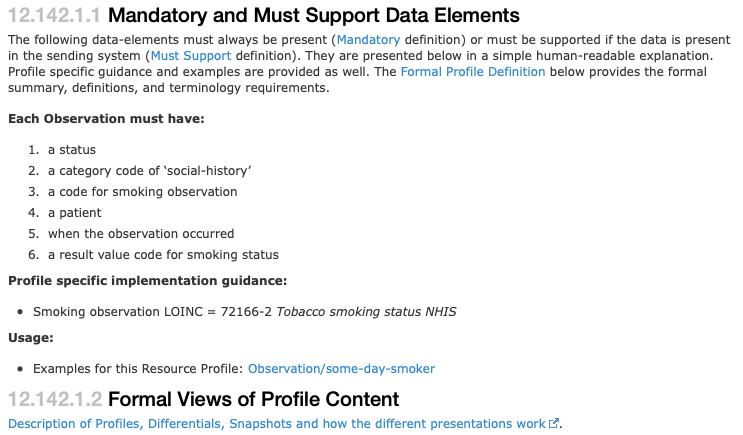 12.142.1.1 Mandatory and Must Support Data Elements
The following data-elements must always be present (Mandatory definition) or must be supported if the data is present
in the sending system (Must Support definition). They are presented below in a simple human-readable explanation.
Profile specific guidance and examples are provided as well. The Formal Profile Definition below provides the formal
summary, definitions, and terminology requirements.
Each Observation must have:
1. a status
2. a category code of ‘social-history’
3. a code for smoking observation
4. a patient
5. when the observation occurred
6. a result value code for smoking status
Profile specific implementation guidance:
• Smoking observation LOINC = 72166-2 Tobacco smoking status NHIS
Usage:
• Examples for this Resource Profile: Observation/some-day-smoker
12.142.1.2 Formal Views of Profile Content
Description of Profiles, Differentials, Snapshots and how the different presentations work.